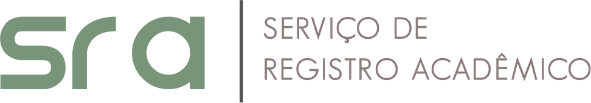 sra
SERVIÇO DE
REGISTRO ACADÊMICO